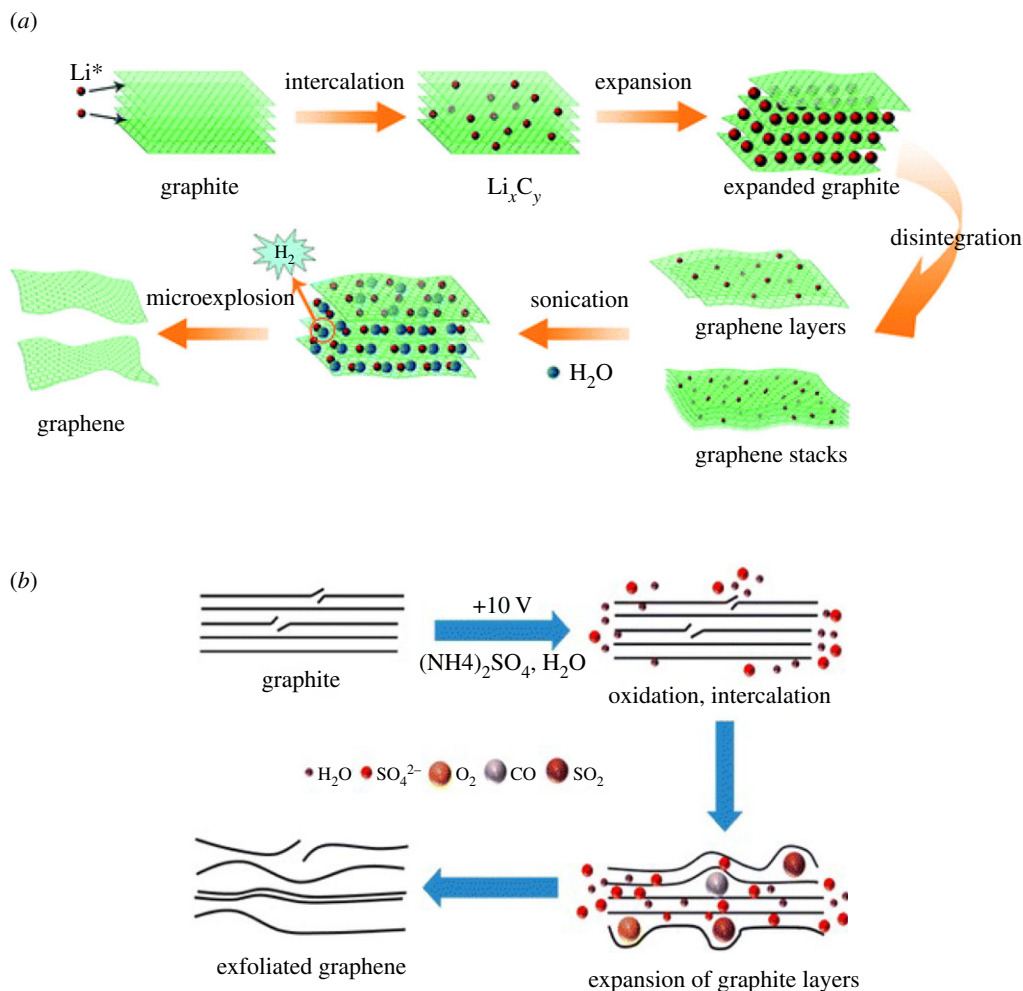 (a)
Li*
intercalation
expansion
graphite
LiₓCᵧ
expanded graphite
disintegration
H₂
microexplosion
sonication
graphene layers
H₂O
graphene
graphene stacks
(b)
+10 V
(NH4)₂SO₄, H₂O
graphite
oxidation, intercalation
H₂O SO₄²⁻ O₂ CO SO₂
exfoliated graphene
expansion of graphite layers